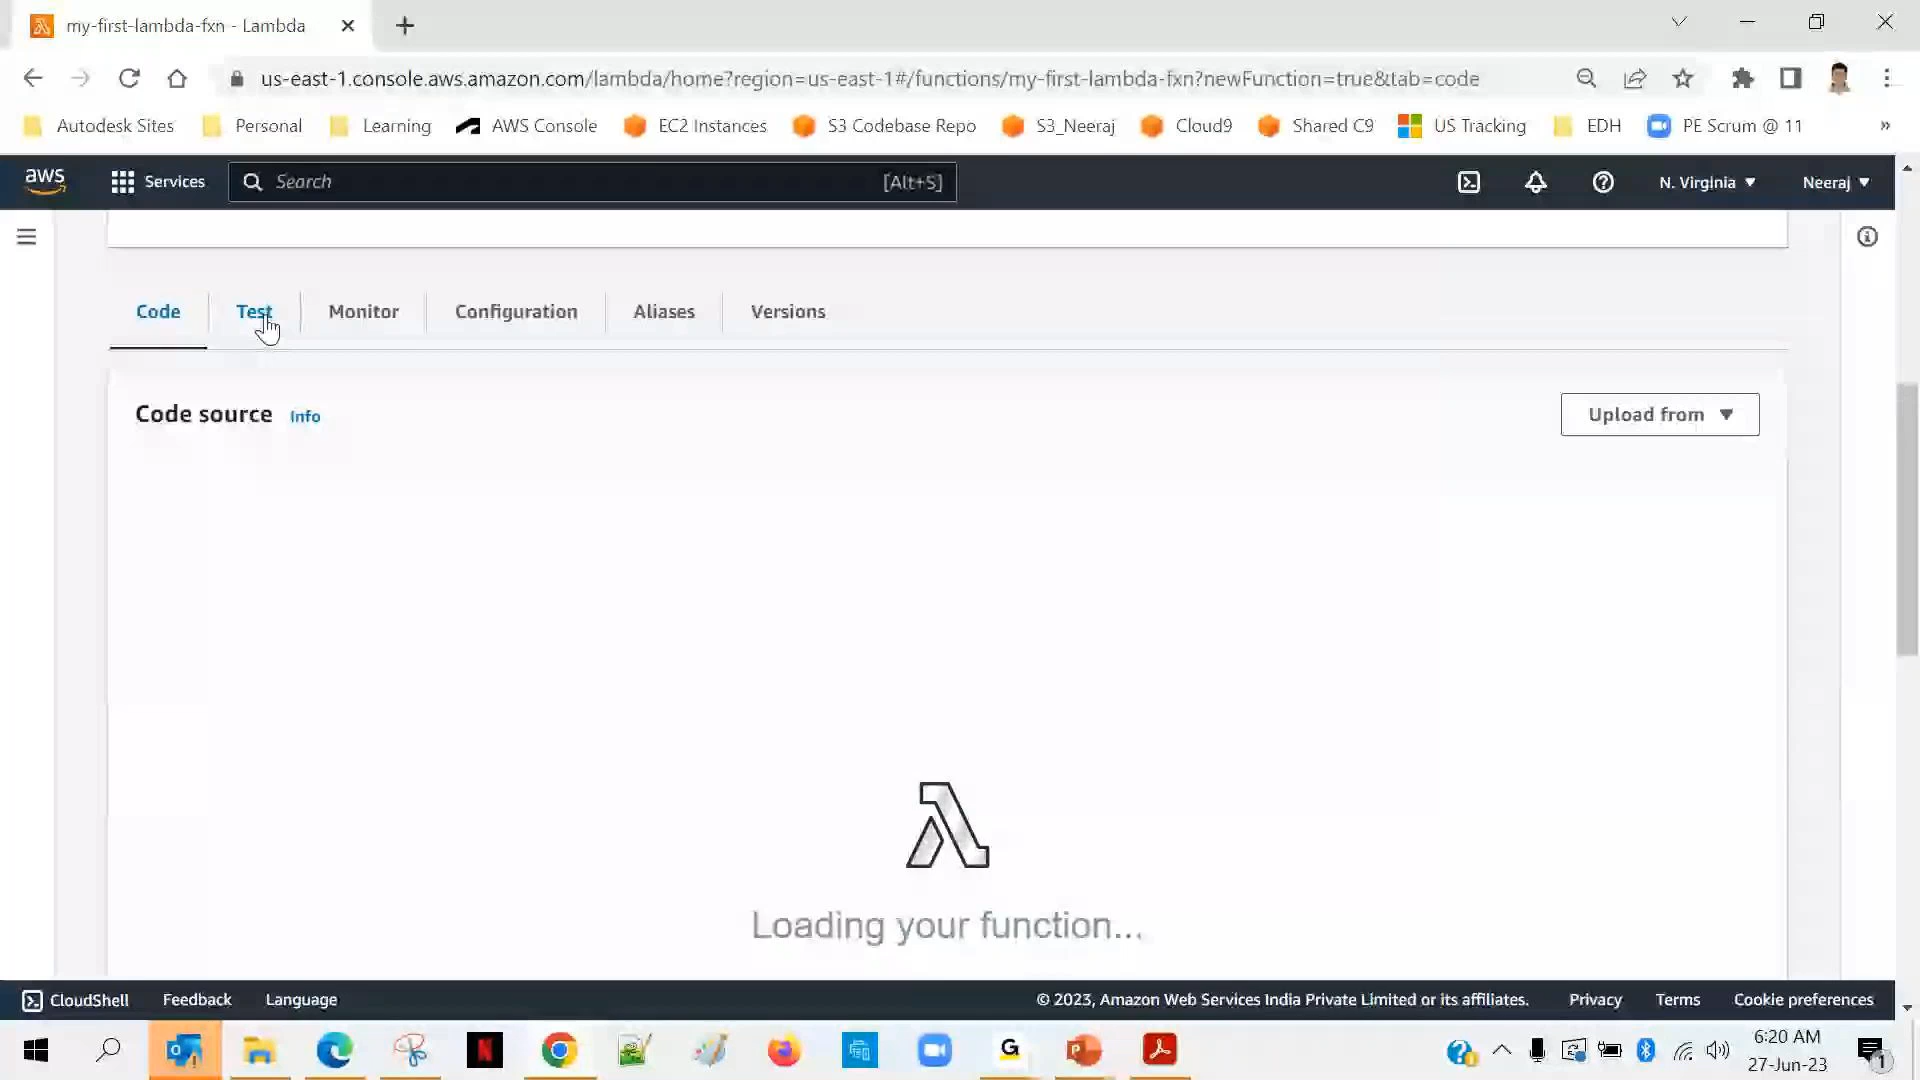 my-first-lambda-fxn - Lambda
us-east-1.console.aws.amazon.com/lambda/home?region=us-east-1#/functions/my-first-lambda-fxn?newFunction=true&tab=code
Autodesk Sites Personal Learning AWS Console EC2 Instances S3 Codebase Repo S3_Neeraj Cloud9 Shared C9 US Tracking EDH PE Scrum @ 11 »
aws Services Search [Alt+S] N. Virginia Neeraj
Code Test Monitor Configuration Aliases Versions
Code source Info Upload from
Loading your function...
CloudShell Feedback Language © 2023, Amazon Web Services India Private Limited or its affiliates. Privacy Terms Cookie preferences
6:20 AM
27-Jun-23
1